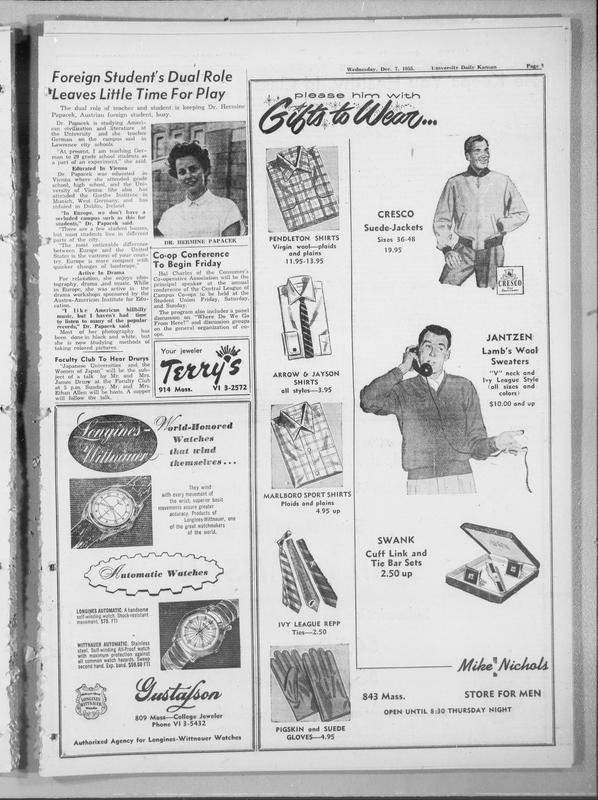 Wednesday, Dec. 7, 1955. University Daily Kansan Page 5
Foreign Student's Dual Role
Leaves Little Time For Play
The dual role of teacher and student is keeping Dr. Hermine
Papacek, Austrian foreign student, busy.
Dr. Papacek is studying Ameri-
can civilization and literature at
the University and she teaches
German on the campus and in
Lawrence city schools.
"At present, I am teaching Ger-
man to 29 grade school students as
a part of an experiment," she said.
Educated In Vienna
Dr. Papacek was educated in
Vienna where she attended grade
school, high school, and the Uni-
versity of Vienna. She also has
attended the Goethe Institute in
Munich, West Germany, and has
studied in Dublin, Ireland.
"In Europe, we don't have a
secluded campus such as this for
students," Dr. Papacek said.
"There are a few student houses,
but most students live in different
parts of the city.
"The most noticeable difference
between Europe and the United
States is the vastness of your coun-
try. Europe is more compact with
quicker changes of landscape."
Active In Drama
For relaxation, she enjoys pho-
tography, drama and music. While
in Europe, she was active in the
drama workshops sponsored by the
Austro-American Institute for Edu-
cation.
"I like American hillbilly
music, but I haven't had time
to listen to many of the popular
records," Dr. Papacek said.
Most of her photography has
been done in black and white, but
she is now studying methods of
taking colored pictures.
Faculty Club To Hear Drurys
"Japanese Universities and the
Women of Japan" will be the sub-
ject of a talk by Mr. and Mrs.
James Drury at the Faculty Club
at 5 p.m. Sunday. Mr. and Mrs.
Ethan Allen will be hosts. A supper
will follow the talk.
DR. HERMINE PAPACEK
Co-op Conference
To Begin Friday
Hal Charles of the Consumer's
Co-operative Association will be the
principal speaker at the annual
conference of the Central League of
Campus Co-ops to be held at the
Student Union Friday, Saturday,
and Sunday.
The program also includes a panel
discussion on "Where Do We Go
From Here?" and discussion groups
on the general organization of co-
ops.
Your jeweler
Terry's
914 Mass. VI 3-2572
Longines-
Wittnauer
World-Honored
Watches
that wind
themselves...
They wind
with every movement of
the wrist; superior basic
movements assure greater
accuracy. Products of
Longines-Wittnauer, one
of the great watchmakers
of the world.
Automatic Watches
LONGINES AUTOMATIC. A handsome
self-winding watch. Shock-resistant
movement. $75. FTI
WITTNAUER AUTOMATIC. Stainless
steel. Self-winding All-Proof watch
with maximum protection against
all common watch hazards. Sweep
second hand. Exp. band. $59.50 FTI
LONGINES
WITTNAUER
Watches
Gustafson
809 Mass—College Jeweler
Phone VI 3-5432
Authorized Agency for Longines-Wittnauer Watches
please him with
Gifts to Wear...
PENDLETON SHIRTS
Virgin wool—plaids
and plains
11.95-13.95
ARROW & JAYSON
SHIRTS
all styles—3.95
MARLBORO SPORT SHIRTS
Plaids and plains
4.95 up
IVY LEAGUE REPP
Ties—2.50
PIGSKIN and SUEDE
GLOVES—4.95
CRESCO
Suede-Jackets
Sizes 36-48
19.95
CRESCO
JANTZEN
Lamb's Wool
Sweaters
"V" neck and
Ivy League Style
(all sizes and
colors)
$10.00 and up
SWANK
Cuff Link and
Tie Bar Sets
2.50 up
Mike Nichols
843 Mass. STORE FOR MEN
OPEN UNTIL 8:30 THURSDAY NIGHT